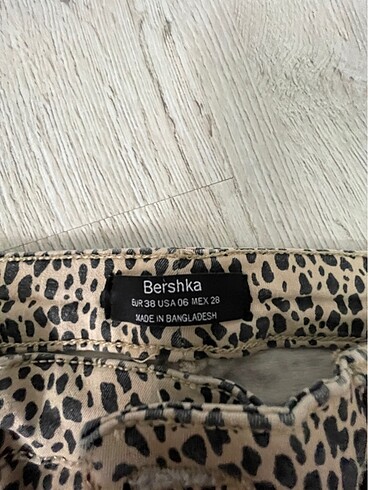 Bershka
EUR 38 USA 06 MEX 28
MADE IN BANGLADESH